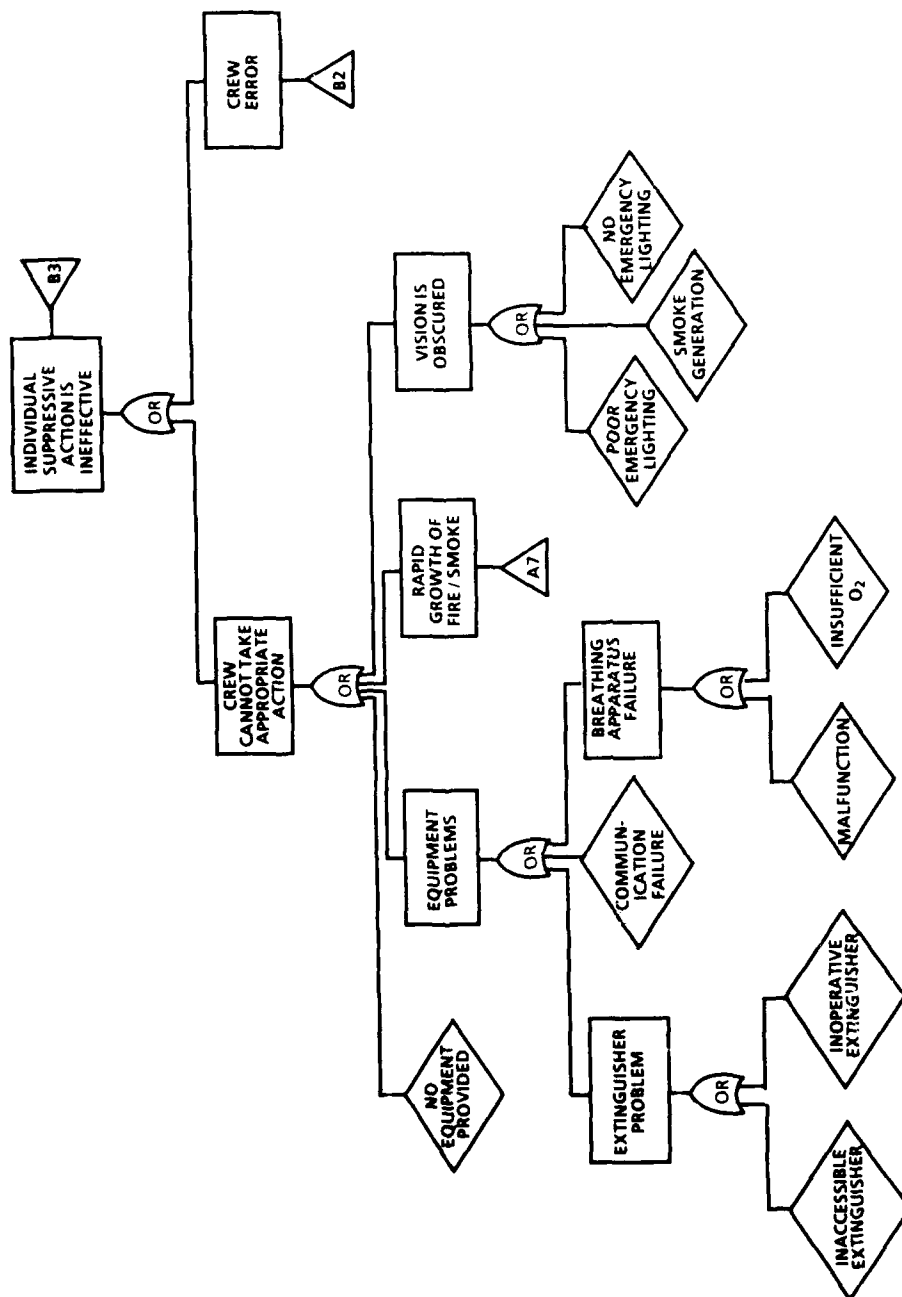 INDIVIDUAL
SUPPRESSIVE
ACTION IS
INEFFECTIVE
B3
OR
CREW
CANNOT TAKE
APPROPRIATE
ACTION
CREW
ERROR
B2
OR
NO
EQUIPMENT
PROVIDED
EQUIPMENT
PROBLEMS
RAPID
GROWTH OF
FIRE / SMOKE
A7
VISION IS
OBSCURED
OR
OR
POOR
EMERGENCY
LIGHTING
SMOKE
GENERATION
NO
EMERGENCY
LIGHTING
EXTINGUISHER
PROBLEM
COMMUN-
ICATION
FAILURE
BREATHING
APPARATUS
FAILURE
OR
OR
INACCESSIBLE
EXTINGUISHER
INOPERATIVE
EXTINGUISHER
MALFUNCTION
INSUFFICIENT
O₂